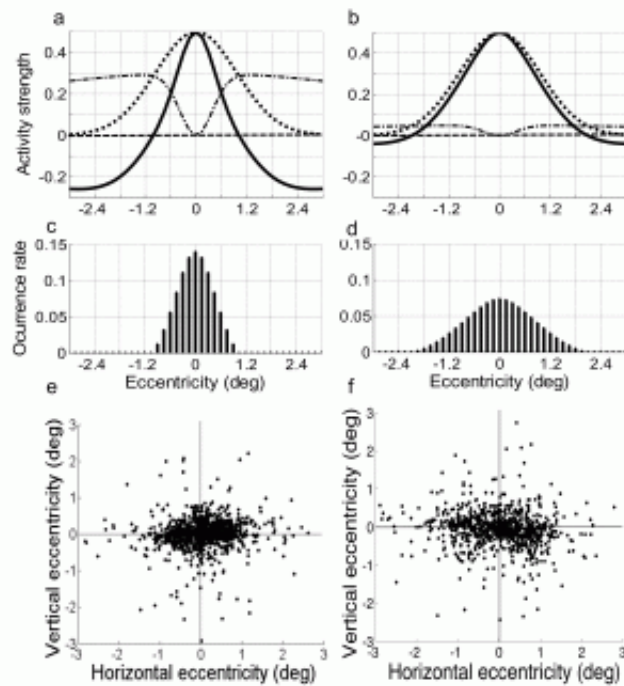 a
b
Activity strength
0.4
0.2
0
-0.2
-2.4 -1.2 0 1.2 2.4
0.4
0.2
0
-0.2
-2.4 -1.2 0 1.2 2.4
c
d
Ocurrence rate
0.15
0.1
0.05
0
-2.4 -1.2 0 1.2 2.4
Eccentricity (deg)
0.15
0.1
0.05
0
-2.4 -1.2 0 1.2 2.4
Eccentricity (deg)
e
f
Vertical eccentricity (deg)
3
2
1
0
-1
-2
-3
-3 -2 -1 0 1 2 3
Horizontal eccentricity (deg)
Vertical eccentricity (deg)
3
2
1
0
-1
-2
-3
-3 -2 -1 0 1 2 3
Horizontal eccentricity (deg)